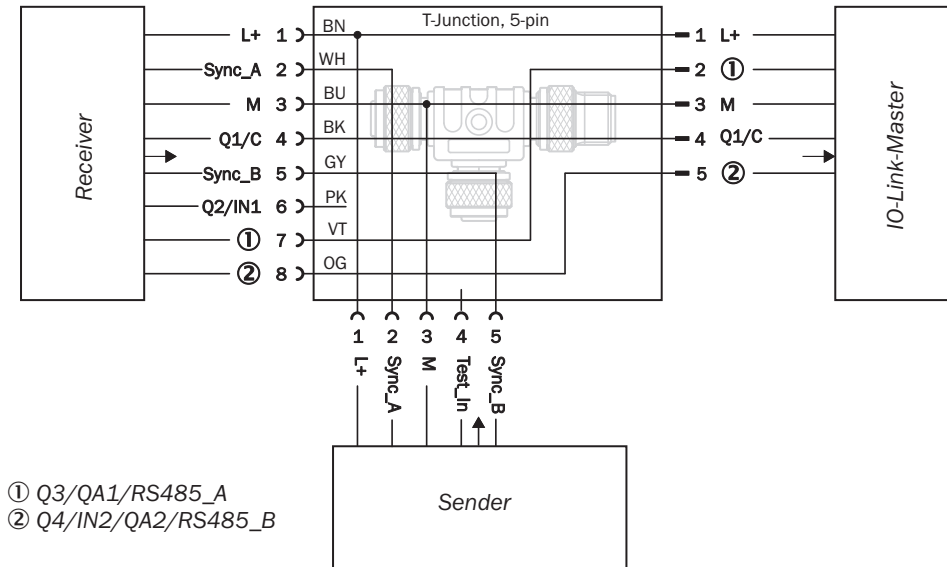 T-Junction, 5-pin
Receiver
L+ 1 BN 1 L+
Sync_A 2 WH 2 ①
M 3 BU 3 M
Q1/C 4 BK 4 Q1/C
Sync_B 5 GY 5 ②
Q2/IN1 6 PK
① 7 VT
② 8 OG
IO-Link-Master
1 2 3 4 5
L+ Sync_A M Test_In Sync_B
Sender
① Q3/QA1/RS485_A
② Q4/IN2/QA2/RS485_B